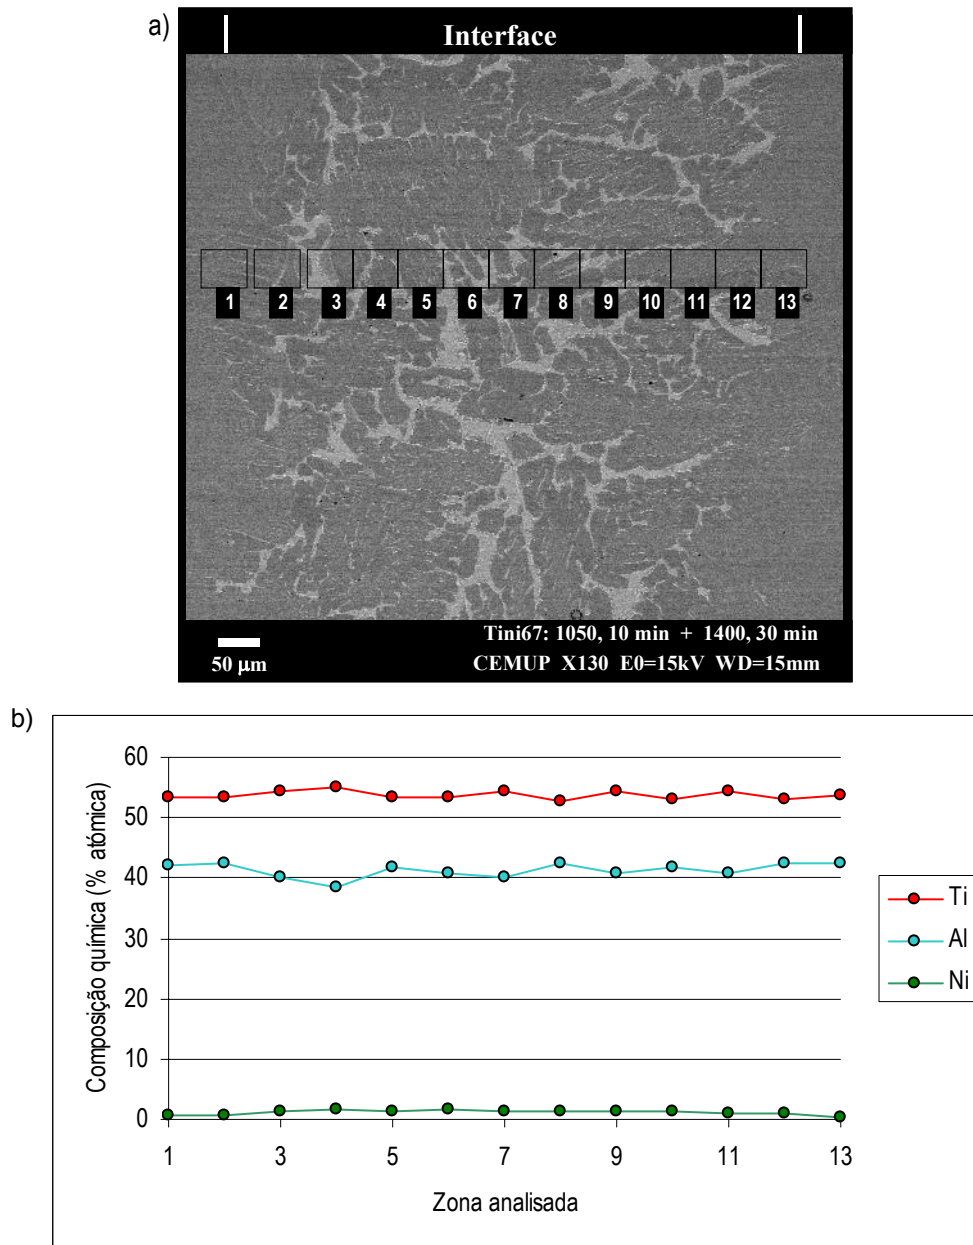 a)
Interface
1 2 3 4 5 6 7 8 9 10 11 12 13
Tini67: 1050, 10 min + 1400, 30 min
50 µm
CEMUP X130 E0=15kV WD=15mm
b)
60
50
40
30
20
10
0
Composição química (% atómica)
1 3 5 7 9 11 13
Zona analisada
Ti
Al
Ni